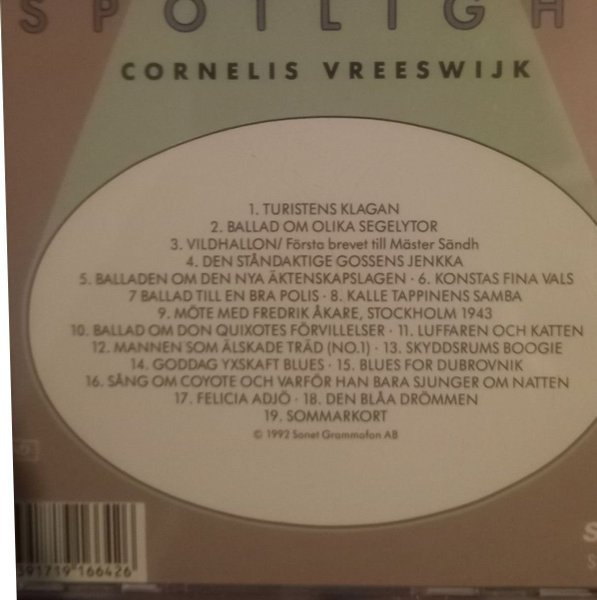 SPOTLIGH
CORNELIS VREESWIJK
1. TURISTENS KLAGAN
2. BALLAD OM OLIKA SEGELYTOR
3. VILDHALLON/ Första brevet till Mäster Sändh
4. DEN STÅNDAKTIGE GOSSENS JENKKA
5. BALLADEN OM DEN NYA ÄKTENSKAPSLAGEN · 6. KONSTAS FINA VALS
7 BALLAD TILL EN BRA POLIS · 8. KALLE TAPPINENS SAMBA
9. MÖTE MED FREDRIK ÅKARE, STOCKHOLM 1943
10. BALLAD OM DON QUIXOTES FÖRVILLELSER · 11. LUFFAREN OCH KATTEN
12. MANNEN SOM ÄLSKADE TRÄD (NO.1) · 13. SKYDDSRUMS BOOGIE
14. GODDAG YXSKAFT BLUES · 15. BLUES FOR DUBROVNIK
16. SÅNG OM COYOTE OCH VARFÖR HAN BARA SJUNGER OM NATTEN
17. FELICIA ADJÖ · 18. DEN BLÅA DRÖMMEN
19. SOMMARKORT
© 1992 Sonet Grammofon AB
391719 166426